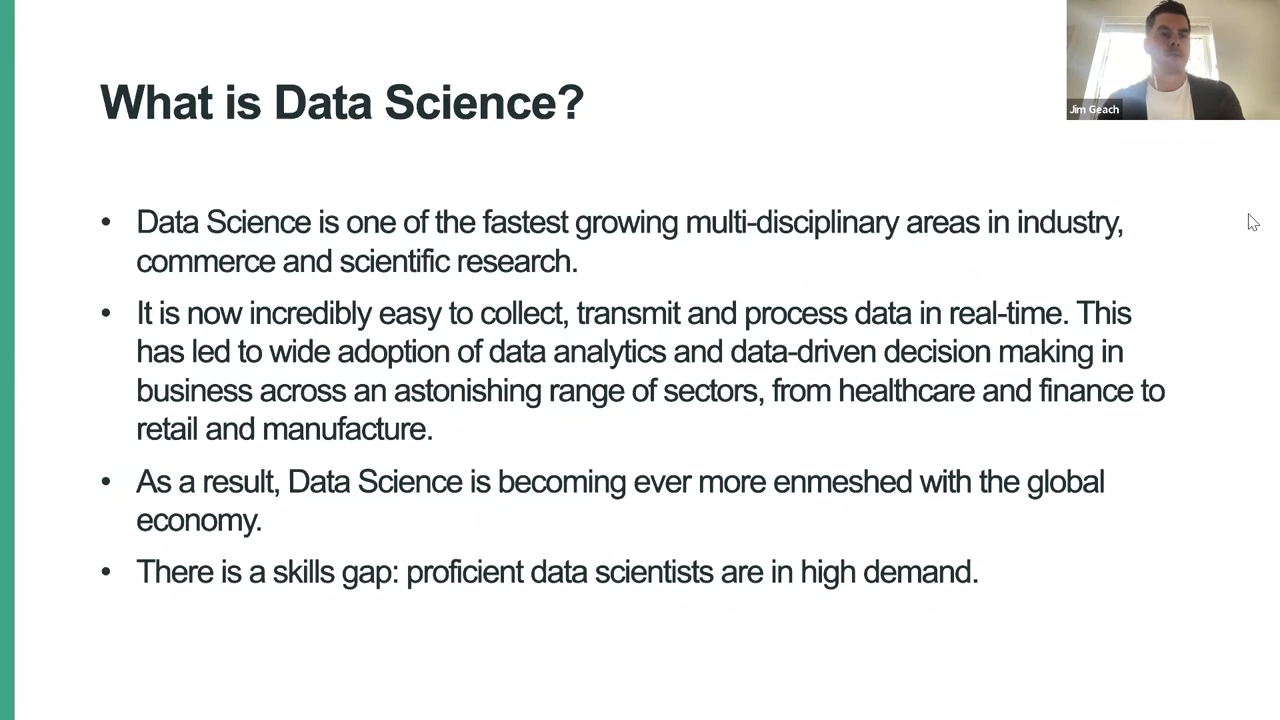 What is Data Science?
Jim Geach
• Data Science is one of the fastest growing multi-disciplinary areas in industry,
commerce and scientific research.
• It is now incredibly easy to collect, transmit and process data in real-time. This
has led to wide adoption of data analytics and data-driven decision making in
business across an astonishing range of sectors, from healthcare and finance to
retail and manufacture.
• As a result, Data Science is becoming ever more enmeshed with the global
economy.
• There is a skills gap: proficient data scientists are in high demand.